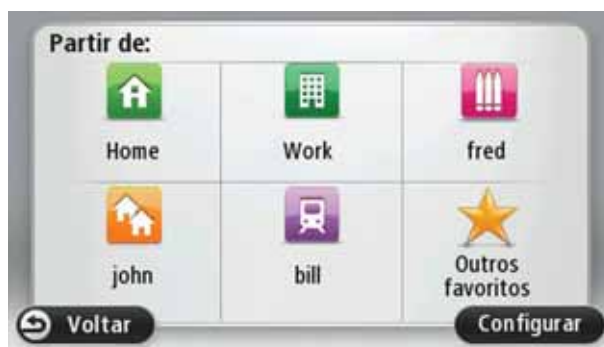 Partir de:
Home
Work
fred
john
bill
Outros
favoritos
Voltar
Configurar